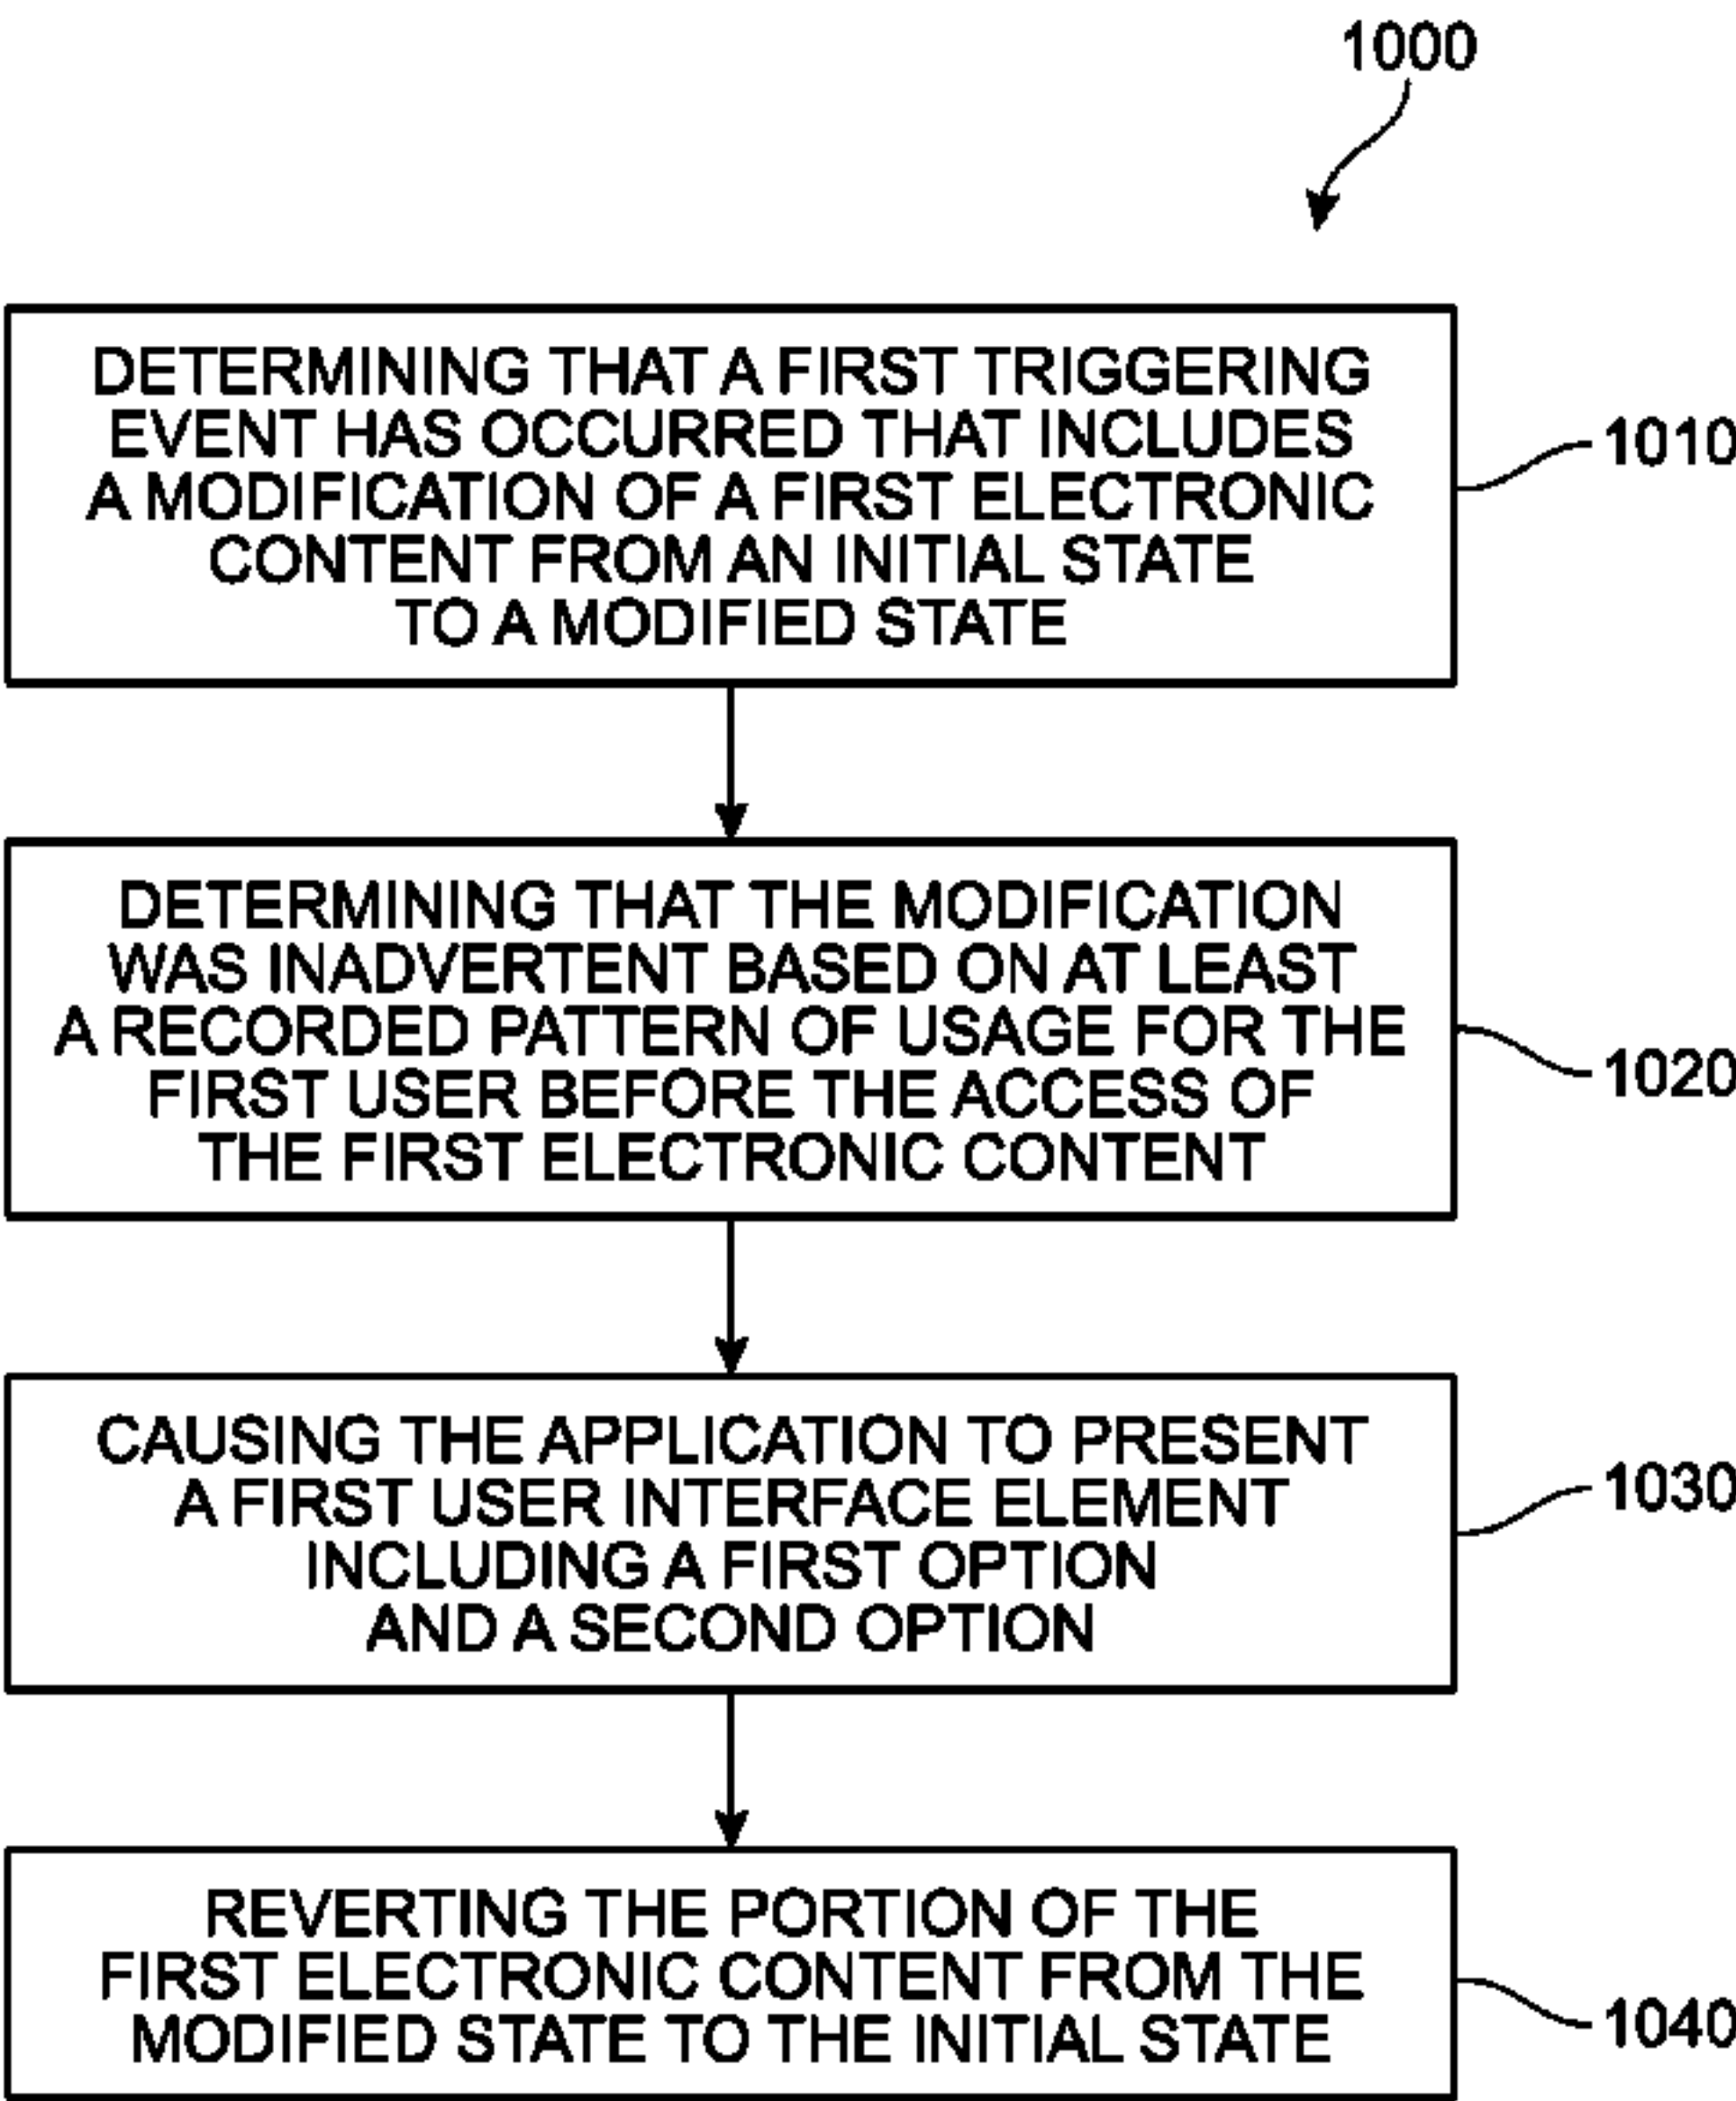 1000
DETERMINING THAT A FIRST TRIGGERING
EVENT HAS OCCURRED THAT INCLUDES
A MODIFICATION OF A FIRST ELECTRONIC
CONTENT FROM AN INITIAL STATE
TO A MODIFIED STATE
1010
DETERMINING THAT THE MODIFICATION
WAS INADVERTENT BASED ON AT LEAST
A RECORDED PATTERN OF USAGE FOR THE
FIRST USER BEFORE THE ACCESS OF
THE FIRST ELECTRONIC CONTENT
1020
CAUSING THE APPLICATION TO PRESENT
A FIRST USER INTERFACE ELEMENT
INCLUDING A FIRST OPTION
AND A SECOND OPTION
1030
REVERTING THE PORTION OF THE
FIRST ELECTRONIC CONTENT FROM THE
MODIFIED STATE TO THE INITIAL STATE
1040